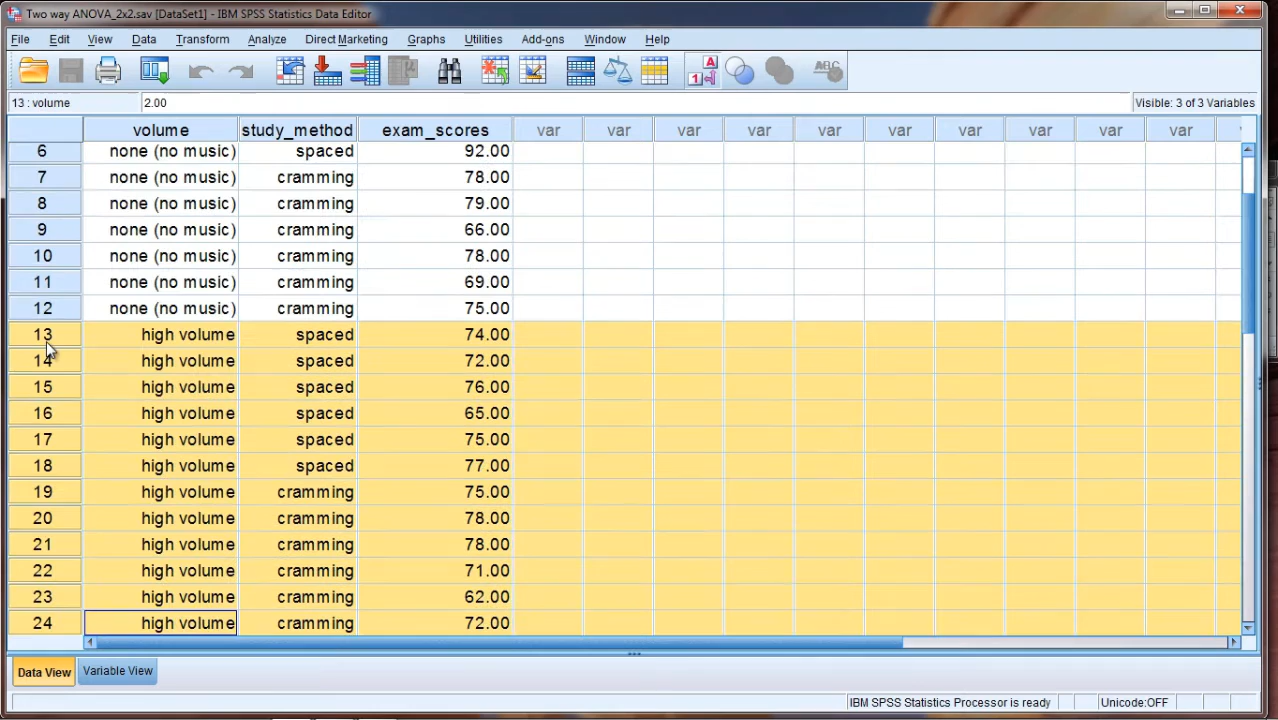 Two way ANOVA_2x2.sav [DataSet1] - IBM SPSS Statistics Data Editor
File Edit View Data Transform Analyze Direct Marketing Graphs Utilities Add-ons Window Help
13 : volume 2.00 Visible: 3 of 3 Variables
volume study_method exam_scores var var var var var var var var var var
6 none (no music) spaced 92.00
7 none (no music) cramming 78.00
8 none (no music) cramming 79.00
9 none (no music) cramming 66.00
10 none (no music) cramming 78.00
11 none (no music) cramming 69.00
12 none (no music) cramming 75.00
13 high volume spaced 74.00
14 high volume spaced 72.00
15 high volume spaced 76.00
16 high volume spaced 65.00
17 high volume spaced 75.00
18 high volume spaced 77.00
19 high volume cramming 75.00
20 high volume cramming 78.00
21 high volume cramming 78.00
22 high volume cramming 71.00
23 high volume cramming 62.00
24 high volume cramming 72.00
Data View Variable View
IBM SPSS Statistics Processor is ready Unicode:OFF